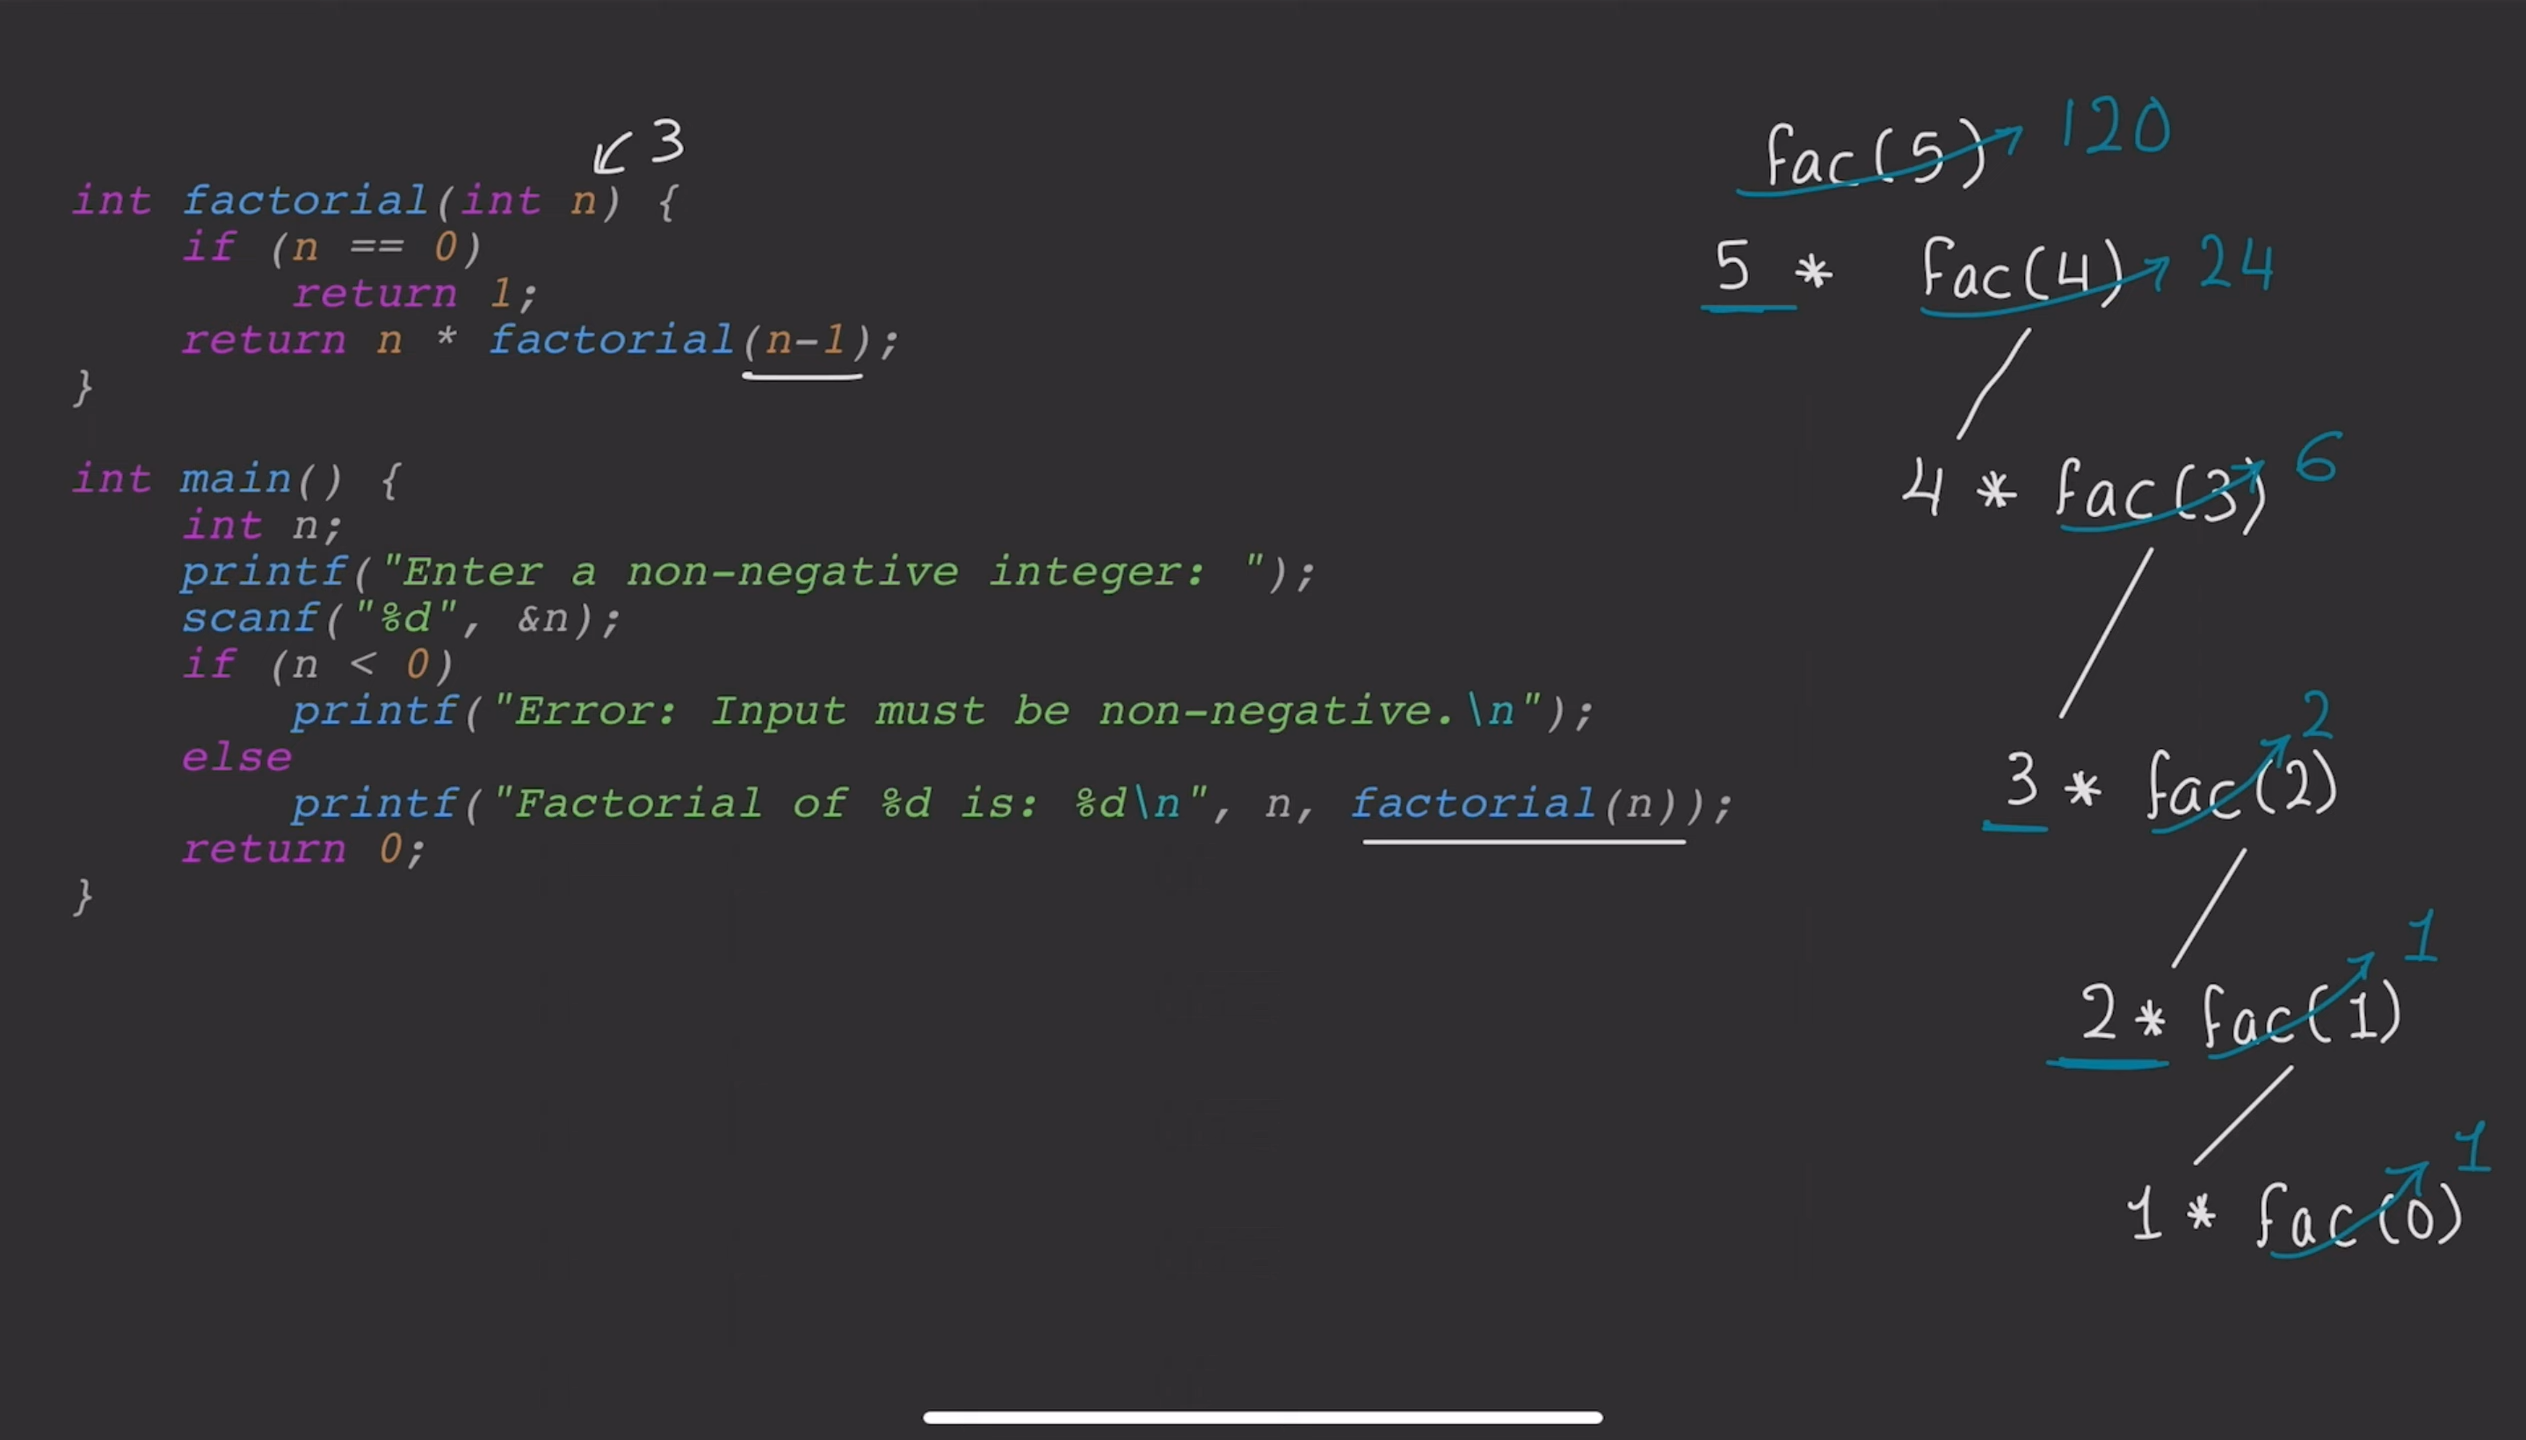 3
int factorial(int n) {
if (n == 0)
return 1;
return n * factorial(n-1);
}
int main() {
int n;
printf("Enter a non-negative integer: ");
scanf("%d", &n);
if (n < 0)
printf("Error: Input must be non-negative.\n");
else
printf("Factorial of %d is: %d\n", n, factorial(n));
return 0;
}
fac(5) 120
5 * fac(4) 24
4 * fac(3) 6
3 * fac(2) 2
2 * fac(1) 1
1 * fac(0) 1